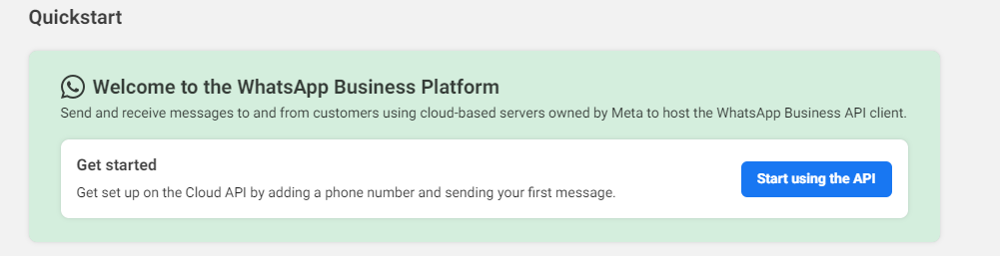 Quickstart
Welcome to the WhatsApp Business Platform
Send and receive messages to and from customers using cloud-based servers owned by Meta to host the WhatsApp Business API client.
Get started
Get set up on the Cloud API by adding a phone number and sending your first message.
Start using the API